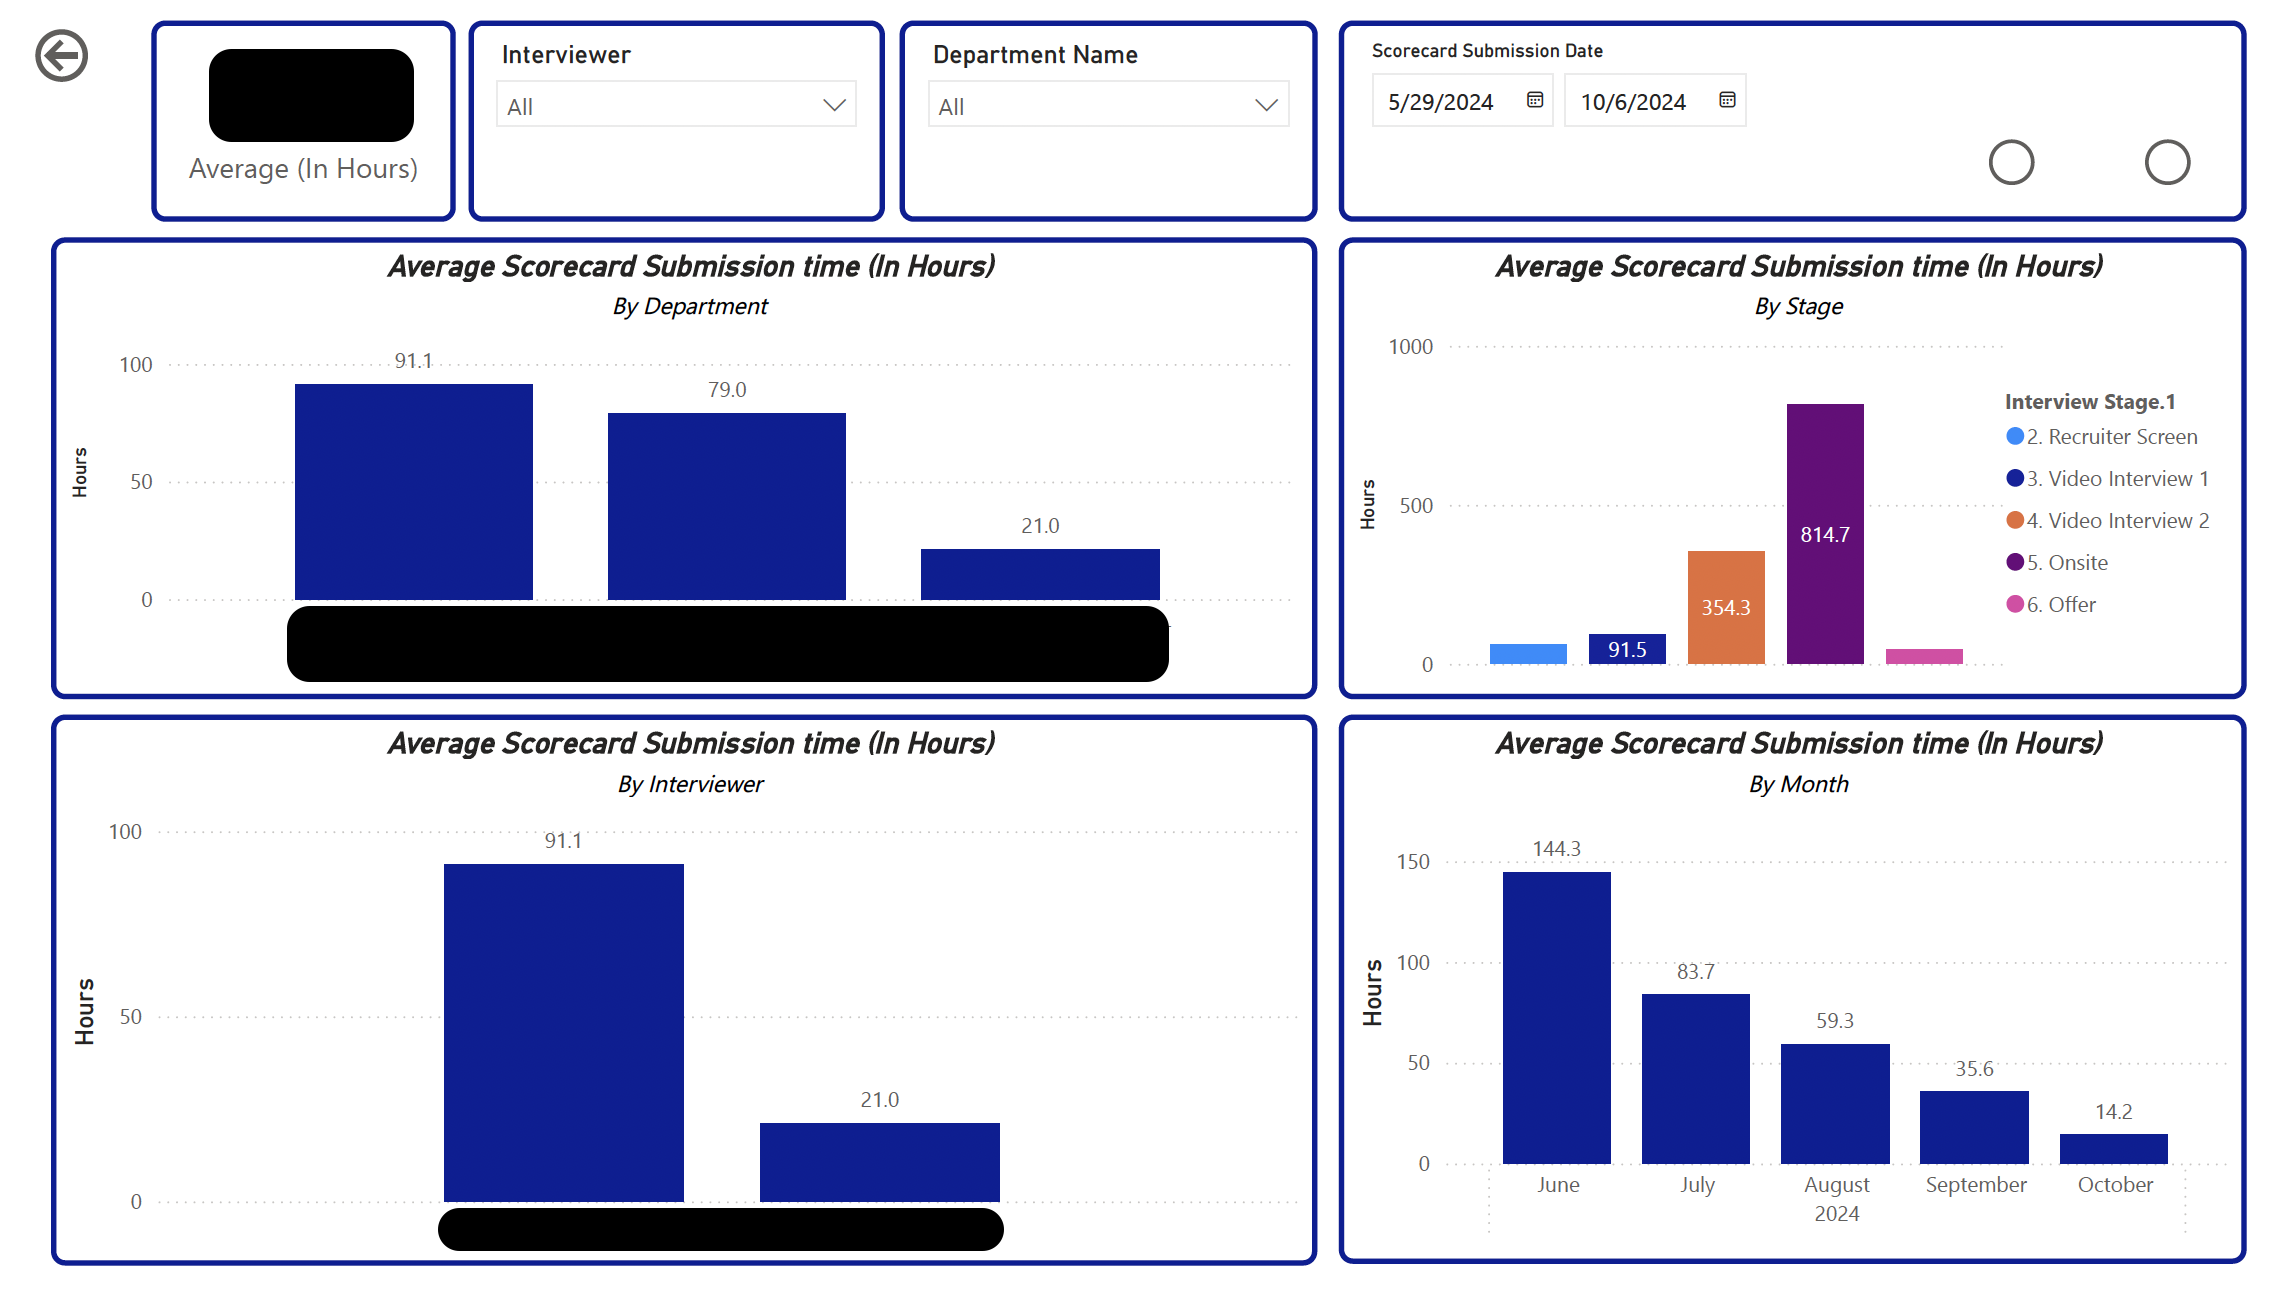 Average (In Hours)
Interviewer
All
Department Name
All
Scorecard Submission Date
5/29/2024
10/6/2024
Average Scorecard Submission time (In Hours)
By Department
Hours
100
50
0
91.1
79.0
21.0
Average Scorecard Submission time (In Hours)
By Stage
Hours
1000
500
0
91.5
354.3
814.7
Interview Stage.1
2. Recruiter Screen
3. Video Interview 1
4. Video Interview 2
5. Onsite
6. Offer
Average Scorecard Submission time (In Hours)
By Interviewer
Hours
100
50
0
91.1
21.0
Average Scorecard Submission time (In Hours)
By Month
Hours
150
100
50
0
144.3
83.7
59.3
35.6
14.2
June
July
August
September
October
2024